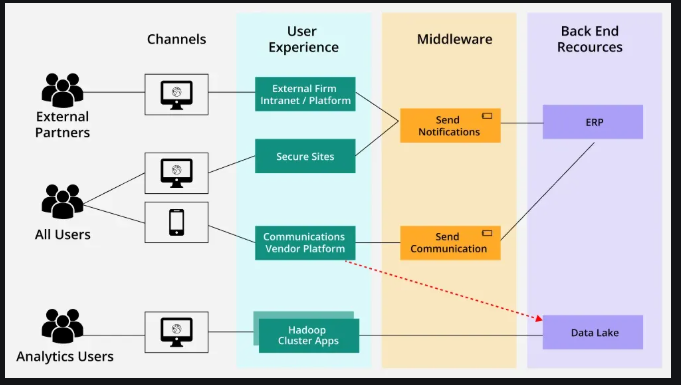 Channels
User
Experience
Middleware
Back End
Recources
External
Partners
External Firm
Intranet / Platform
Send
Notifications
ERP
Secure Sites
All Users
Communications
Vendor Platform
Send
Communication
Analytics Users
Hadoop
Cluster Apps
Data Lake